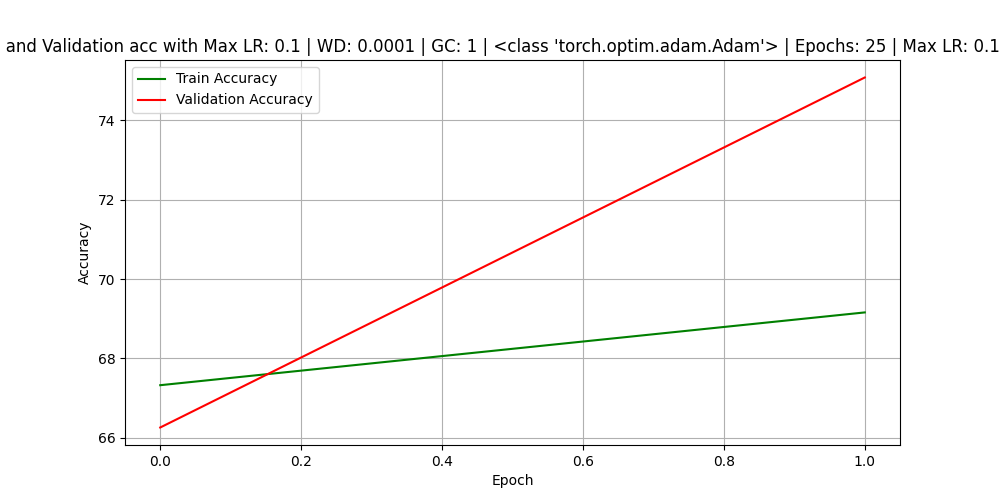 and Validation acc with Max LR: 0.1 | WD: 0.0001 | GC: 1 | <class 'torch.optim.adam.Adam'> | Epochs: 25 | Max LR: 0.1
Train Accuracy
Validation Accuracy
74
72
70
68
66
Accuracy
0.0 0.2 0.4 0.6 0.8 1.0
Epoch